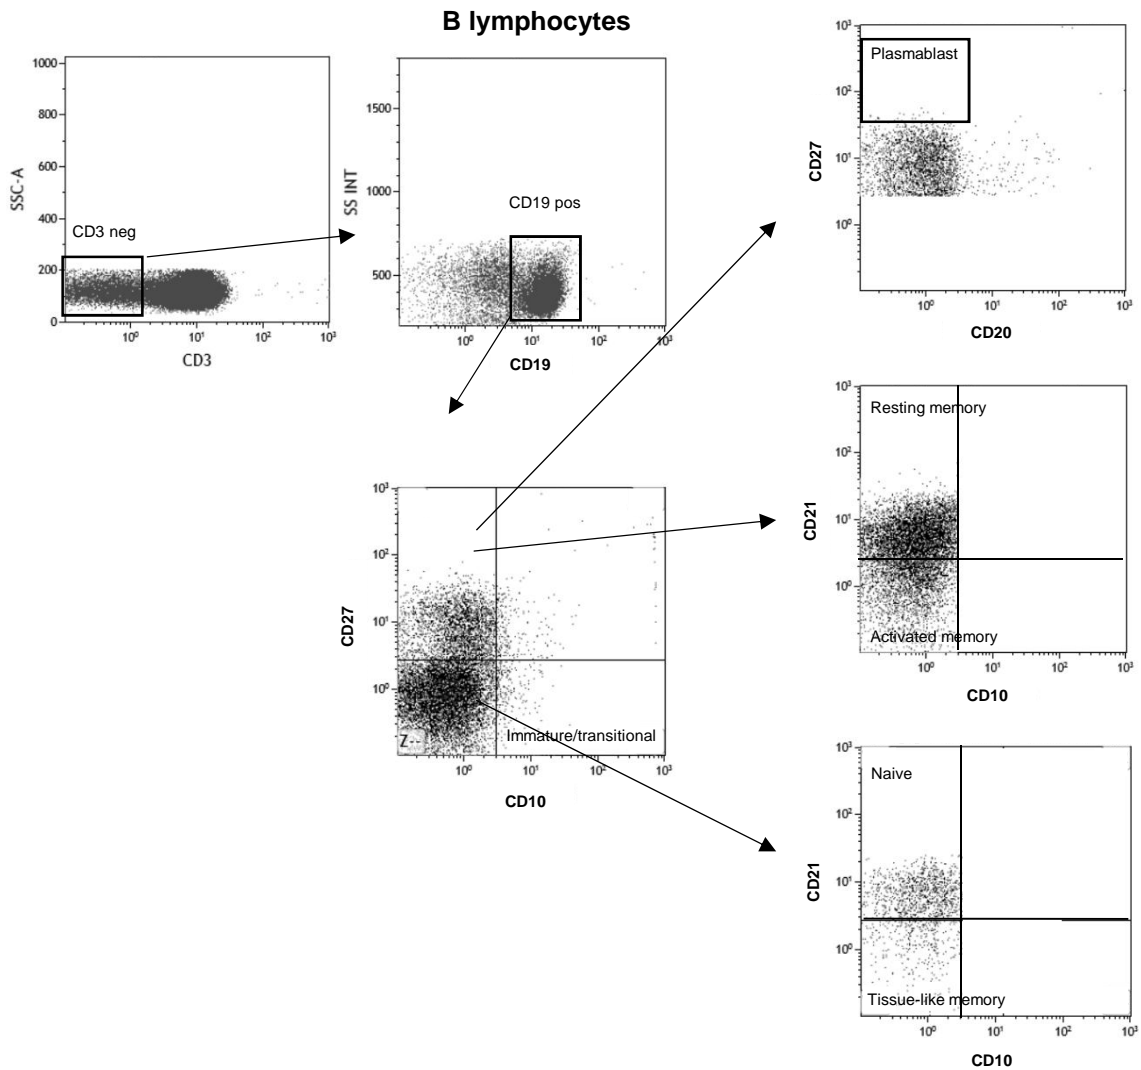 B lymphocytes
1000
800
600
400
200
0
SSC-A
CD3 neg
10⁰
10¹
10²
10³
CD3
1500
1000
500
SS INT
CD19 pos
10⁰
10¹
10²
10³
CD19
10³
10²
10¹
10⁰
CD27
Plasmablast
10⁰
10¹
10²
10³
CD20
10³
10²
10¹
10⁰
CD21
Resting memory
Activated memory
10⁰
10¹
10²
10³
CD10
10³
10²
10¹
10⁰
CD27
Z--
Immature/transitional
10⁰
10¹
10²
10³
CD10
10³
10²
10¹
10⁰
CD21
Naive
Tissue-like memory
10⁰
10¹
10²
10³
CD10